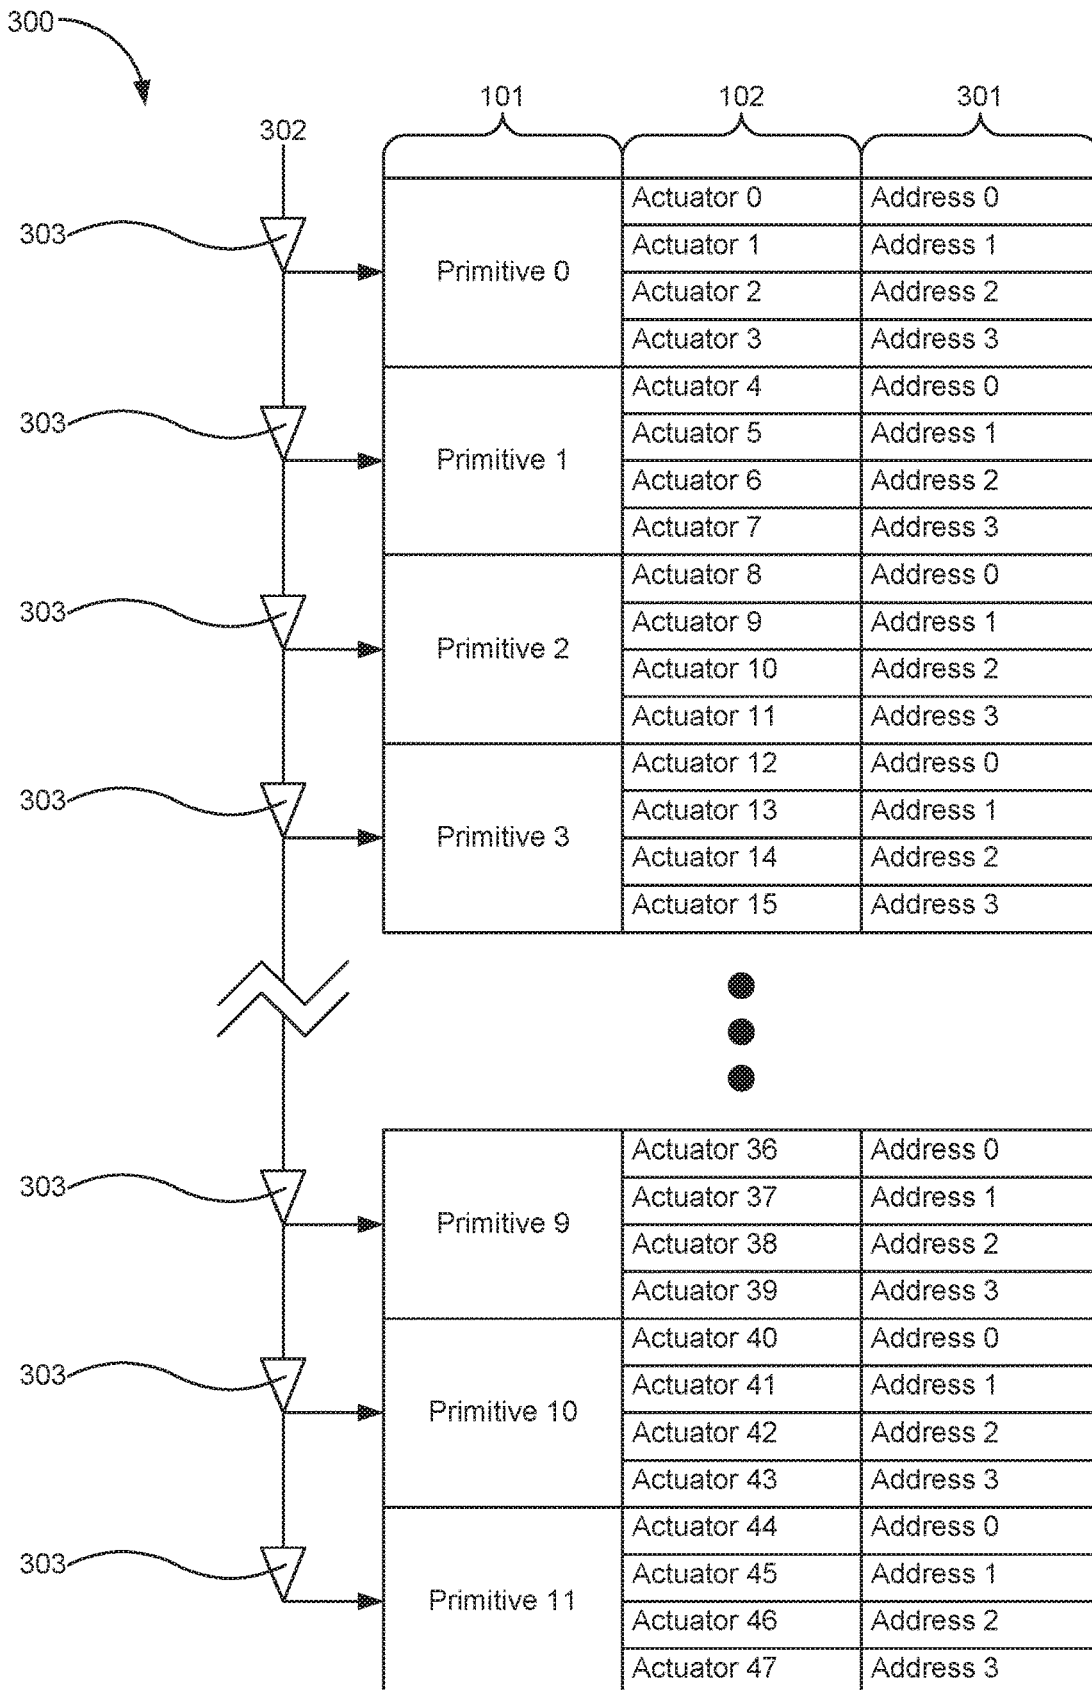 300
101 102 301
302
Actuator 0 Address 0
303
Actuator 1 Address 1
Primitive 0
Actuator 2 Address 2
Actuator 3 Address 3
Actuator 4 Address 0
303
Actuator 5 Address 1
Primitive 1
Actuator 6 Address 2
Actuator 7 Address 3
Actuator 8 Address 0
303
Actuator 9 Address 1
Primitive 2
Actuator 10 Address 2
Actuator 11 Address 3
Actuator 12 Address 0
303
Actuator 13 Address 1
Primitive 3
Actuator 14 Address 2
Actuator 15 Address 3
Actuator 36 Address 0
303
Actuator 37 Address 1
Primitive 9
Actuator 38 Address 2
Actuator 39 Address 3
Actuator 40 Address 0
303
Actuator 41 Address 1
Primitive 10
Actuator 42 Address 2
Actuator 43 Address 3
Actuator 44 Address 0
303
Actuator 45 Address 1
Primitive 11
Actuator 46 Address 2
Actuator 47 Address 3